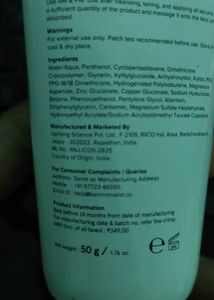 Use AM & PM. Use after cleansing, toning, and applying all serums
a sufficient quantity of the product and massage it onto the face
absorbed.
Warnings
For external use only. Patch test recommended before use. Store
cool & dry place.
Ingredients
Water/Aqua, Panthenol, Cyclopentasiloxane, Dimethicone
Crosspolymer, Glycerin, Xylitylglucoside, Anhydroxylitol, Xylitol,
PPG-18/18 Dimethicone, Hydrogenated Polyisobutene, Magnesium
Aspartate, Zinc Gluconate, Copper Gluconate, Sodium Hyaluronate,
Betaine, Phenoxyethanol, Pentylene Glycol, Allantoin,
Ethylhexylglycerin, Carbomer, Magnesium Sulphate Heptahydrate,
Hydroxyethyl Acrylate/Sodium Acryloyldimethyl Taurate Copolymer
Manufactured & Marketed By
Uprising Science Pvt. Ltd., F-2109, RIICO Ind. Area, Ramchandrapura,
Jaipur - 302022, Rajasthan, India
ML No.: RAJ./COS-2825
Country of Origin: India
For Consumer Complaints / Queries
Address: Same as Manufacturing Address
Mobile : +91 97723 46555
Email ID : help@beminimalist.co
Product Information
Best before 24 months from date of manufacturing
For manufacturing date & batch no, refer the crimp.
MRP (Incl. of all taxes) : ₹349.00
Net weight : 50 g / 1.76 oz.